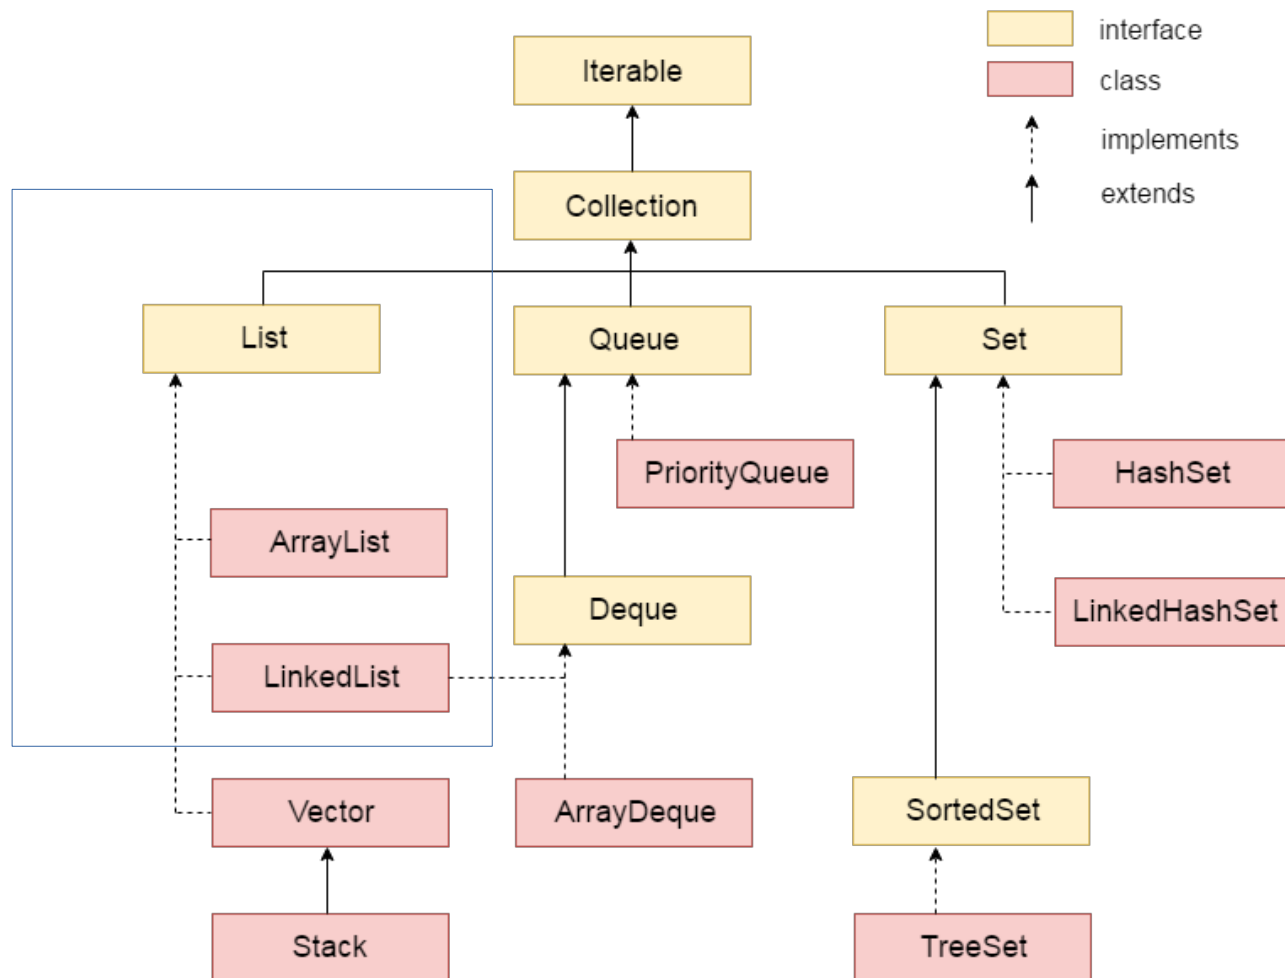 interface
Iterable
class
implements
Collection
extends
List
Queue
Set
PriorityQueue
HashSet
ArrayList
Deque
LinkedHashSet
LinkedList
Vector
ArrayDeque
SortedSet
Stack
TreeSet